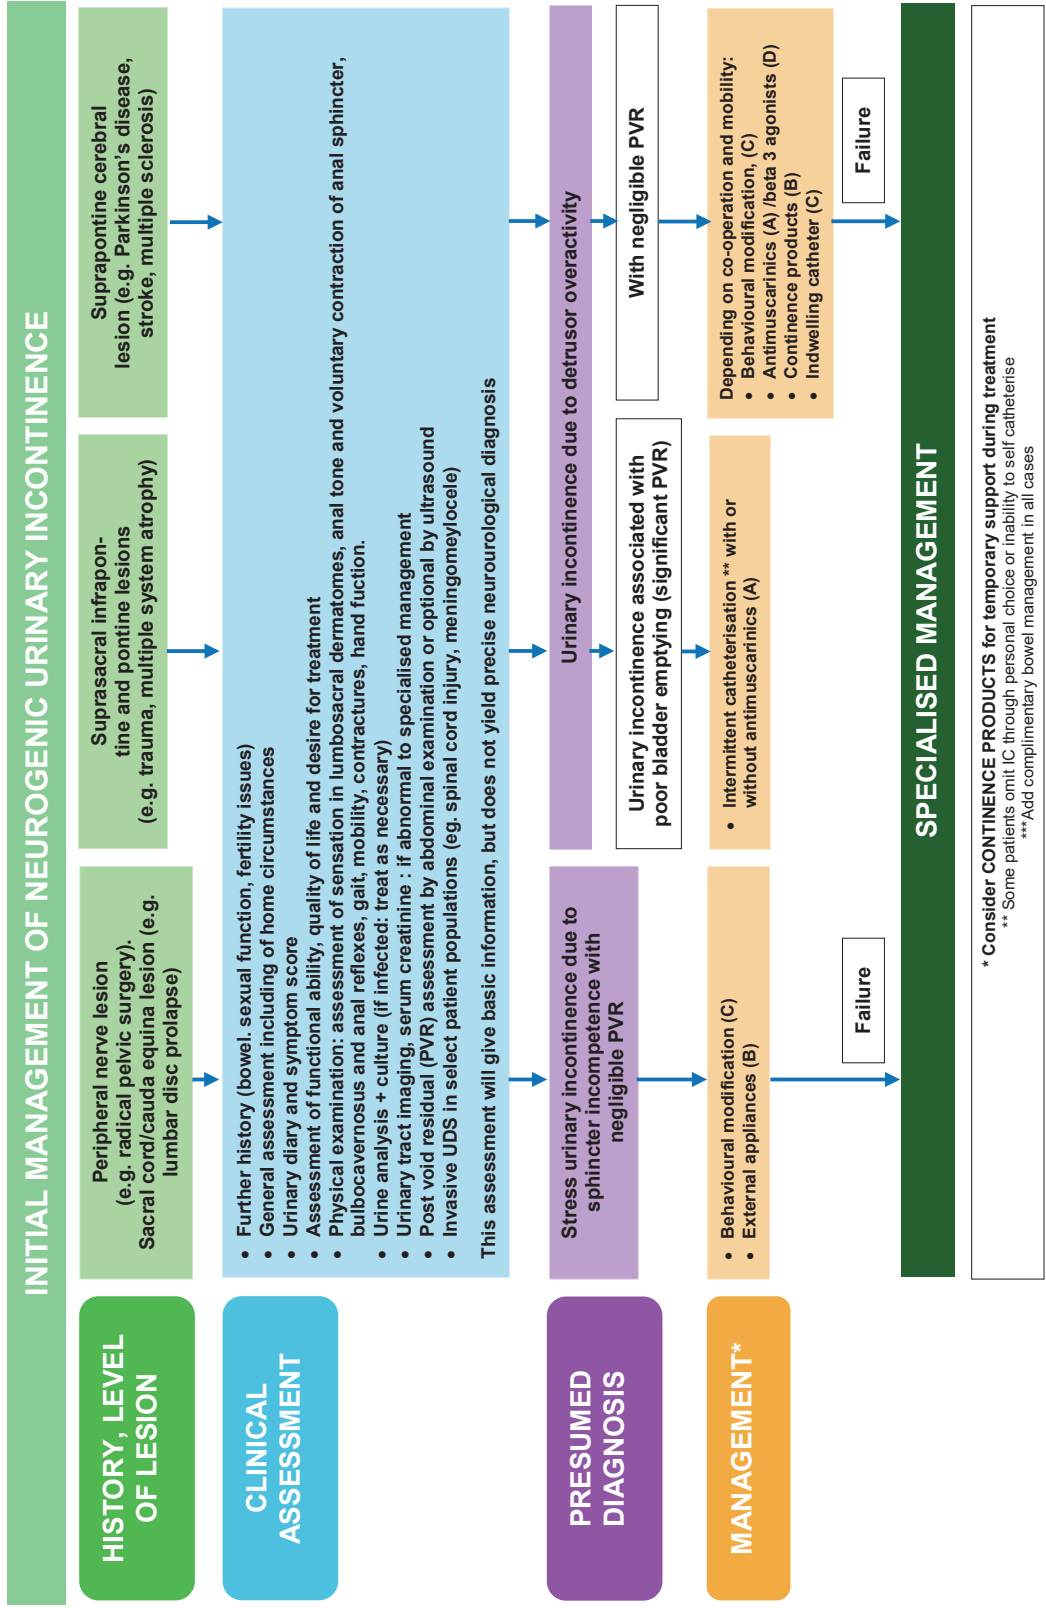 INITIAL MANAGEMENT OF NEUROGENIC URINARY INCONTINENCE
HISTORY, LEVEL
OF LESION
Peripheral nerve lesion
(e.g. radical pelvic surgery).
Sacral cord/cauda equina lesion (e.g.
lumbar disc prolapse)
Suprasacral infrapon-
tine and pontine lesions
(e.g. trauma, multiple system atrophy)
Suprapontine cerebral
lesion (e.g. Parkinson's disease,
stroke, multiple sclerosis)
CLINICAL
ASSESSMENT
• Further history (bowel. sexual function, fertility issues)
• General assessment including of home circumstances
• Urinary diary and symptom score
• Assessment of functional ability, quality of life and desire for treatment
• Physical examination: assessment of sensation in lumbosacral dermatomes, anal tone and voluntary contraction of anal sphincter,
bulbocavernosus and anal reflexes, gait, mobility, contractures, hand fuction.
• Urine analysis + culture (if infected: treat as necessary)
• Urinary tract imaging, serum creatinine : if abnormal to specialised management
• Post void residual (PVR) assessment by abdominal examination or optional by ultrasound
• Invasive UDS in select patient populations (eg. spinal cord injury, meningomeylocele)
This assessment will give basic information, but does not yield precise neurourological diagnosis
PRESUMED
DIAGNOSIS
Stress urinary incontinence due to
sphincter incompetence with
negligible PVR
Urinary incontinence due to detrusor overactivity
Urinary incontinence associated with
poor bladder emptying (significant PVR)
With negligible PVR
MANAGEMENT*
• Behavioural modification (C)
• External appliances (B)
• Intermittent catheterisation ** with or
without antimuscarinics (A)
Depending on co-operation and mobility:
• Behavioural modification, (C)
• Antimuscarinics (A) /beta 3 agonists (D)
• Continence products (B)
• Indwelling catheter (C)
Failure
Failure
SPECIALISED MANAGEMENT
* Consider CONTINENCE PRODUCTS for temporary support during treatment
** Some patients omit IC through personal choice or inability to self catheterise
***Add complimentary bowel management in all cases